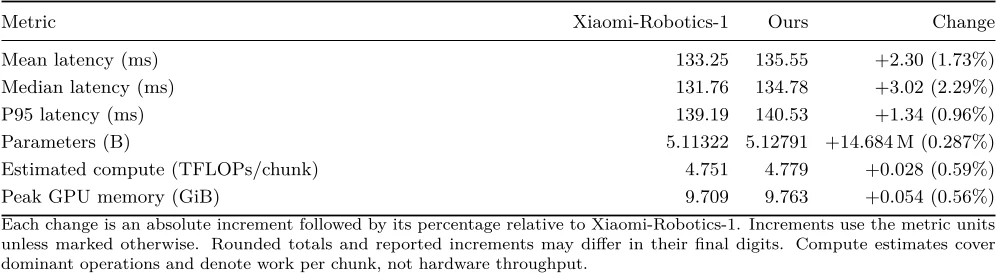 Metric Xiaomi-Robotics-1 Ours Change
Mean latency (ms) 133.25 135.55 +2.30 (1.73%)
Median latency (ms) 131.76 134.78 +3.02 (2.29%)
P95 latency (ms) 139.19 140.53 +1.34 (0.96%)
Parameters (B) 5.11322 5.12791 +14.684 M (0.287%)
Estimated compute (TFLOPs/chunk) 4.751 4.779 +0.028 (0.59%)
Peak GPU memory (GiB) 9.709 9.763 +0.054 (0.56%)
Each change is an absolute increment followed by its percentage relative to Xiaomi-Robotics-1. Increments use the metric units
unless marked otherwise. Rounded totals and reported increments may differ in their final digits. Compute estimates cover
dominant operations and denote work per chunk, not hardware throughput.